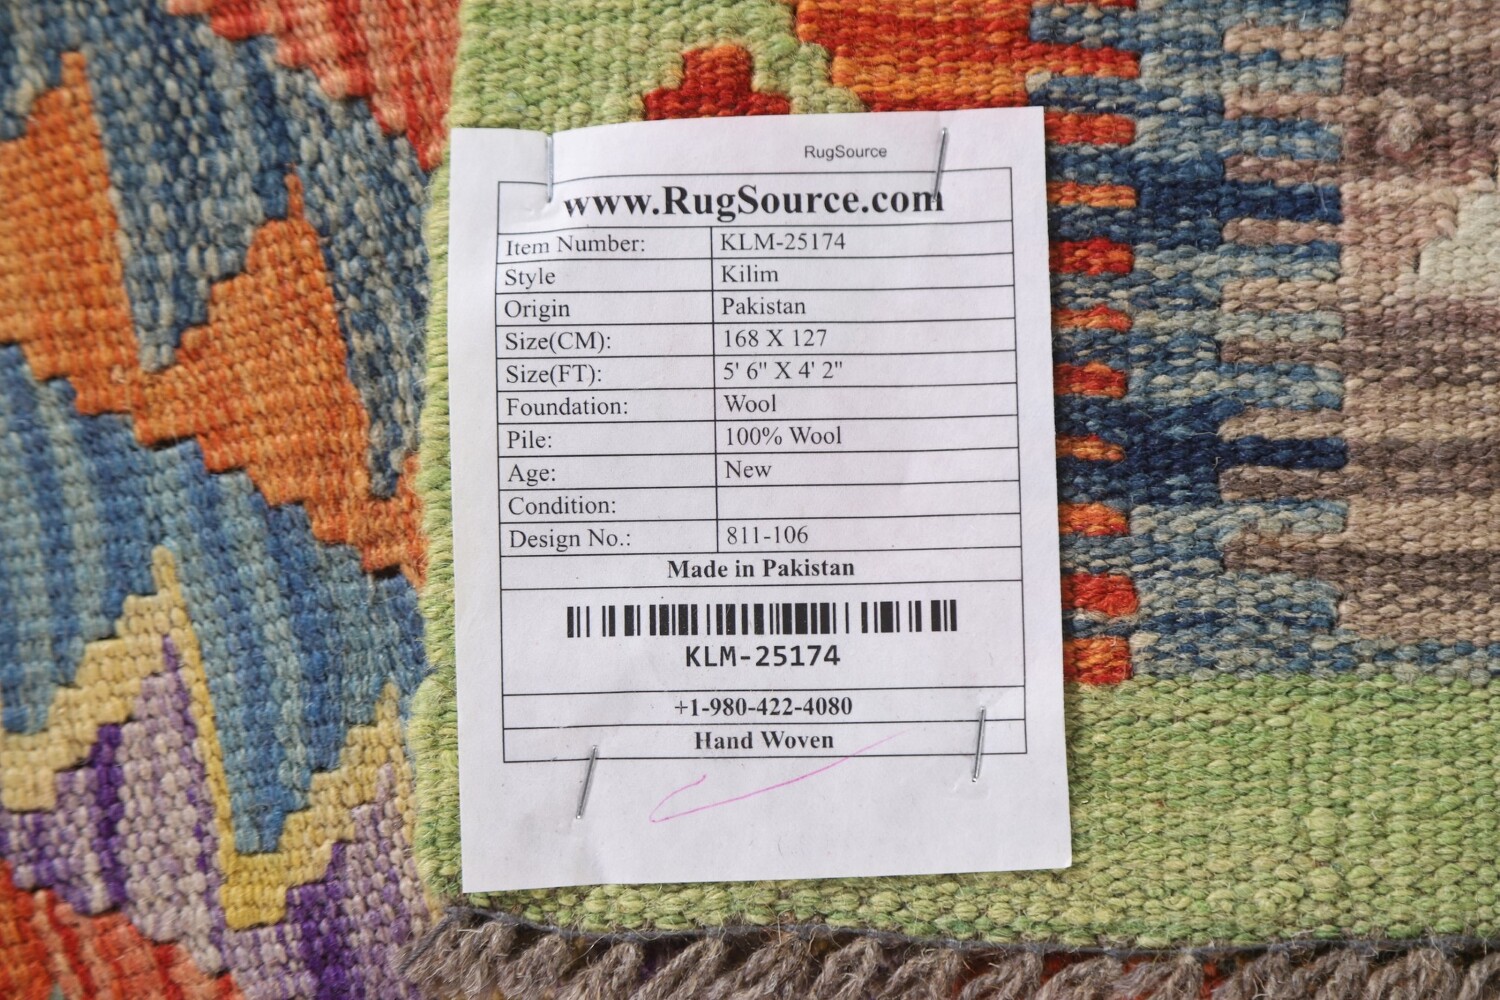 RugSource
www.RugSource.com
Item Number: KLM-25174
Style Kilim
Origin Pakistan
Size(CM): 168 X 127
Size(FT): 5' 6" X 4' 2"
Foundation: Wool
Pile: 100% Wool
Age: New
Condition:
Design No.: 811-106
Made in Pakistan
KLM-25174
+1-980-422-4080
Hand Woven